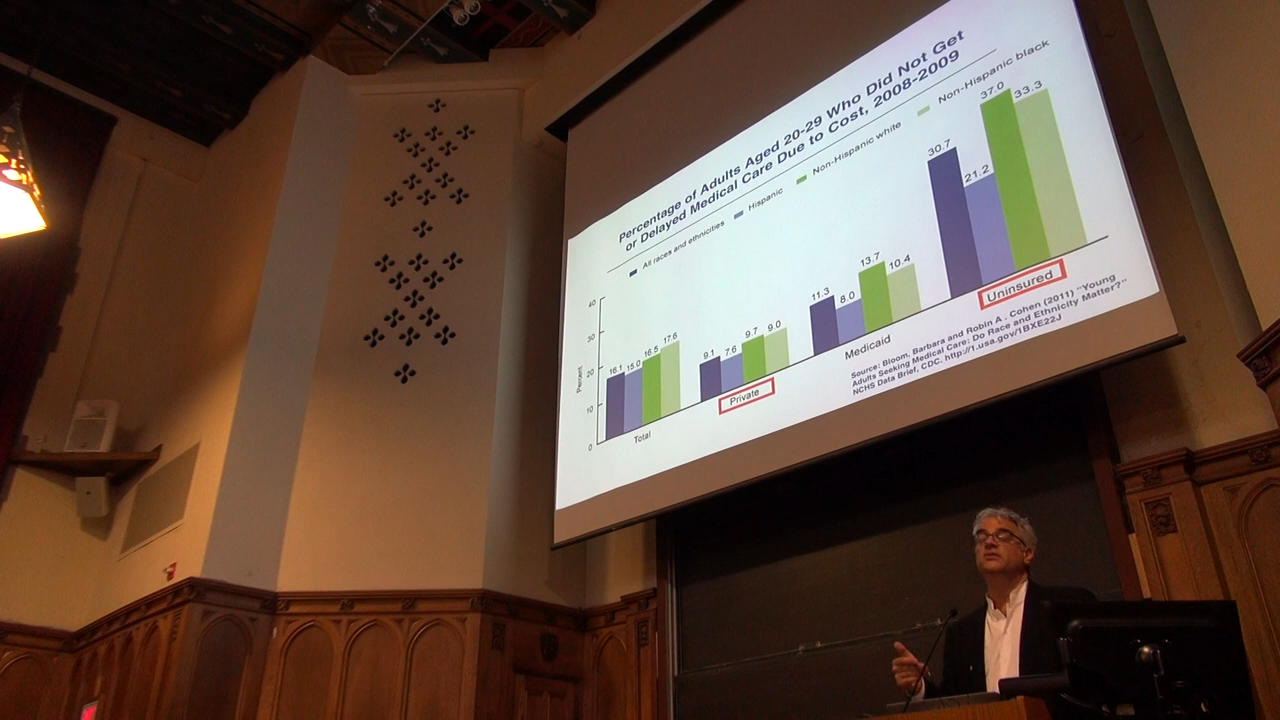 Percentage of Adults Aged 20-29 Who Did Not Get
or Delayed Medical Care Due to Cost, 2008-2009
All races and ethnicities Hispanic Non-Hispanic white Non-Hispanic black
Percent
40
30
20
10
0
16.1 15.0 16.5 17.6
9.1 7.6 9.7 9.0
11.3 8.0 13.7 10.4
30.7 21.2 37.0 33.3
Total Private Medicaid Uninsured
Source: Bloom, Barbara and Robin A. Cohen (2011) "Young
Adults Seeking Medical Care: Do Race and Ethnicity Matter?"
NCHS Data Brief, CDC. http://1.usa.gov/1BXE22J